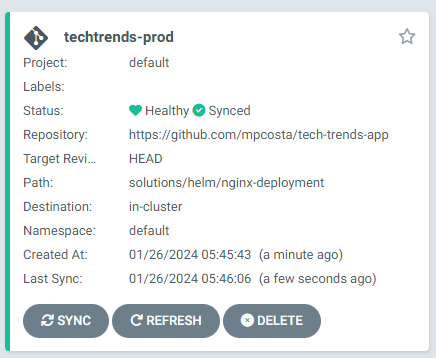 techtrends-prod
Project: default
Labels:
Status: Healthy Synced
Repository: https://github.com/mpcosta/tech-trends-app
Target Revi... HEAD
Path: solutions/helm/nginx-deployment
Destination: in-cluster
Namespace: default
Created At: 01/26/2024 05:45:43 (a minute ago)
Last Sync: 01/26/2024 05:46:06 (a few seconds ago)
SYNC REFRESH DELETE